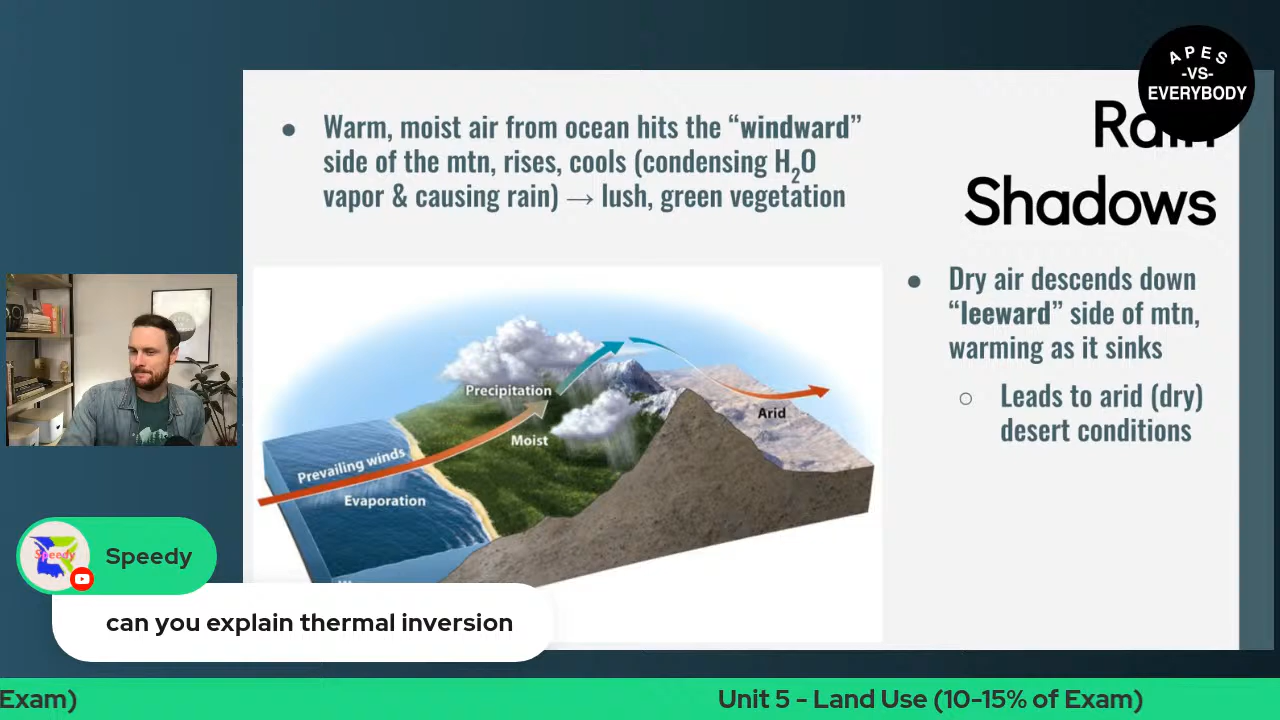 APES
-VS-
EVERYBODY
Rain
Shadows
● Warm, moist air from ocean hits the “windward”
side of the mtn, rises, cools (condensing H₂O
vapor & causing rain) → lush, green vegetation
● Dry air descends down
“leeward” side of mtn,
warming as it sinks
○ Leads to arid (dry)
desert conditions
Precipitation
Moist
Arid
Prevailing winds
Evaporation
Speedy
Speedy
can you explain thermal inversion
Exam)
Unit 5 - Land Use (10-15% of Exam)